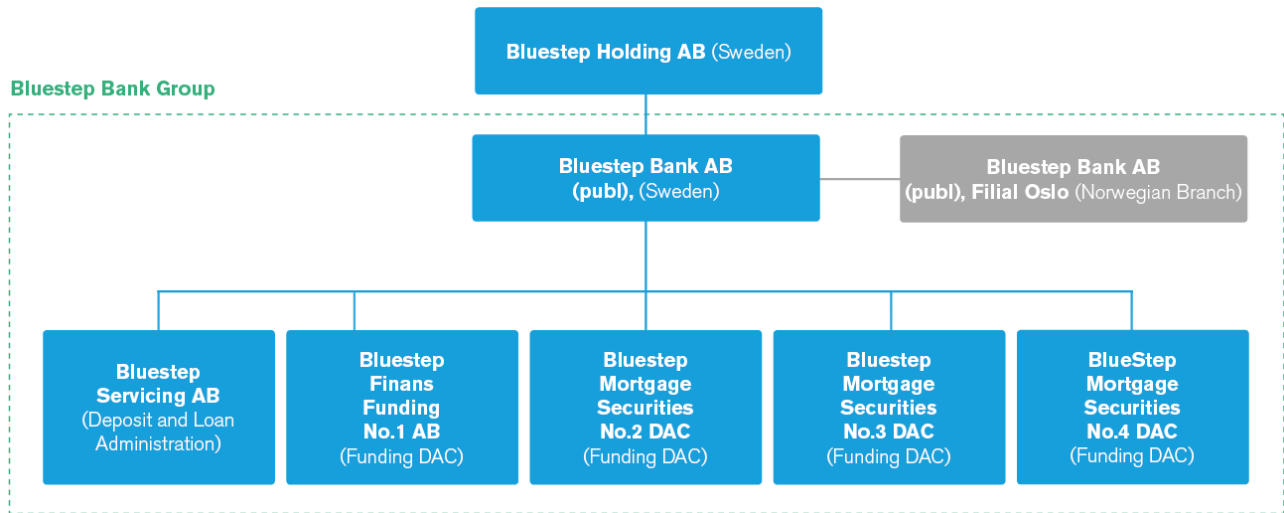 Bluestep Holding AB (Sweden)
Bluestep Bank Group
Bluestep Bank AB
(publ), (Sweden)
Bluestep Bank AB
(publ), Filial Oslo (Norwegian Branch)
Bluestep
Servicing AB
(Deposit and Loan
Administration)
Bluestep
Finans
Funding
No.1 AB
(Funding DAC)
Bluestep
Mortgage
Securities
No.2 DAC
(Funding DAC)
Bluestep
Mortgage
Securities
No.3 DAC
(Funding DAC)
BlueStep
Mortgage
Securities
No.4 DAC
(Funding DAC)